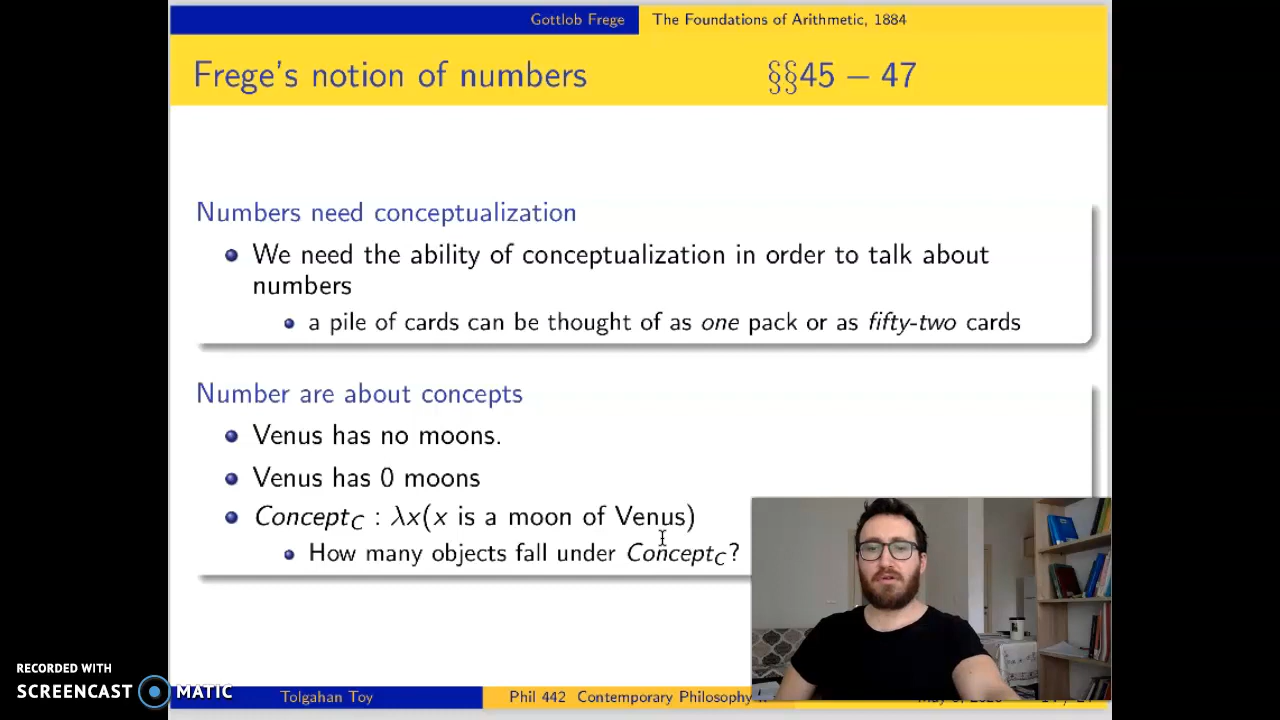 Gottlob Frege The Foundations of Arithmetic, 1884
Frege's notion of numbers §§45 – 47
Numbers need conceptualization
We need the ability of conceptualization in order to talk about
numbers
a pile of cards can be thought of as one pack or as fifty-two cards
Number are about concepts
Venus has no moons.
Venus has 0 moons
Concept_C : λx(x is a moon of Venus)
How many objects fall under Concept_C?
RECORDED WITH
SCREENCAST MATIC
Tolgahan Toy Phil 442 Contemporary Philosophy